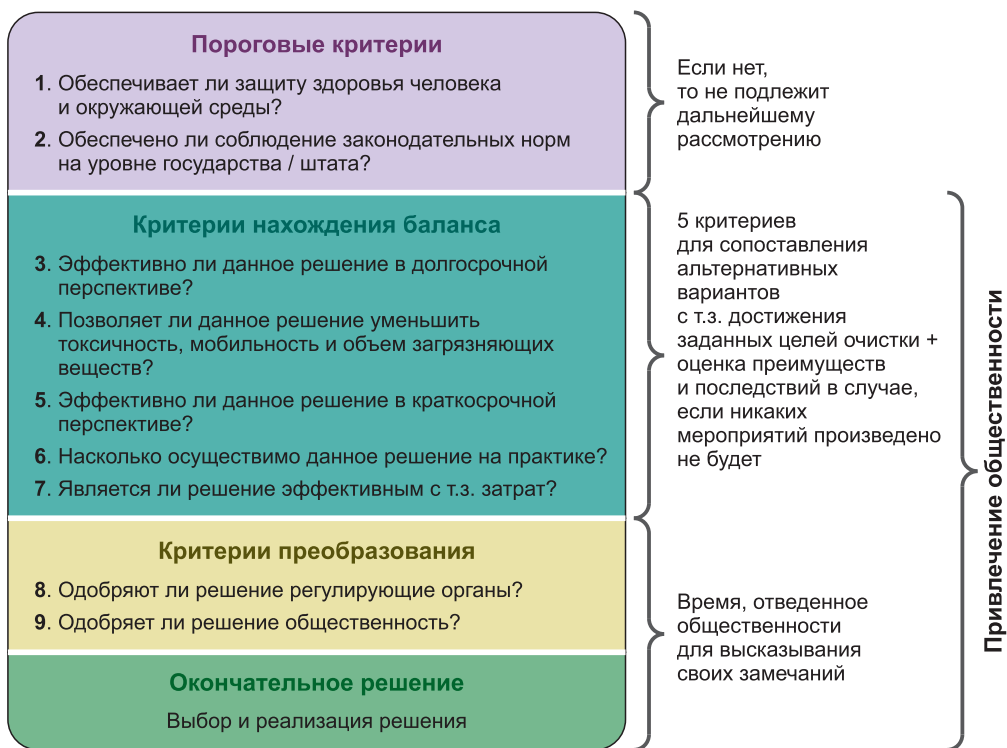 Пороговые критерии
1. Обеспечивает ли защиту здоровья человека
и окружающей среды?
2. Обеспечено ли соблюдение законодательных норм
на уровне государства / штата?
Если нет,
то не подлежит
дальнейшему
рассмотрению
Критерии нахождения баланса
3. Эффективно ли данное решение в долгосрочной
перспективе?
4. Позволяет ли данное решение уменьшить
токсичность, мобильность и объем загрязняющих
веществ?
5. Эффективно ли данное решение в краткосрочной
перспективе?
6. Насколько осуществимо данное решение на практике?
7. Является ли решение эффективным с т.з. затрат?
5 критериев
для сопоставления
альтернативных
вариантов
с т.з. достижения
заданных целей очистки +
оценка преимуществ
и последствий в случае,
если никаких
мероприятий произведено
не будет
Критерии преобразования
8. Одобряют ли решение регулирующие органы?
9. Одобряет ли решение общественность?
Окончательное решение
Выбор и реализация решения
Время, отведенное
общественности
для высказывания
своих замечаний
Привлечение общественности